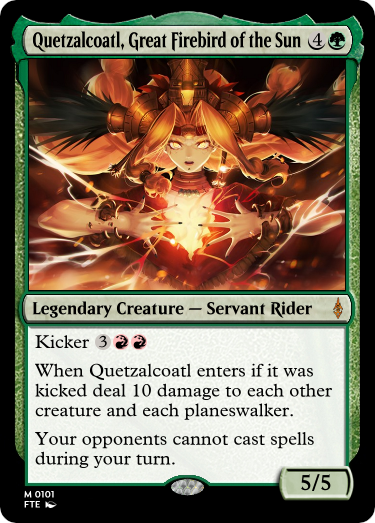 Quetzalcoatl, Great Firebird of the Sun 4
Legendary Creature — Servant Rider
Kicker 3
When Quetzalcoatl enters if it was
kicked deal 10 damage to each other
creature and each planeswalker.
Your opponents cannot cast spells
during your turn.
5/5
M 0101
FTE